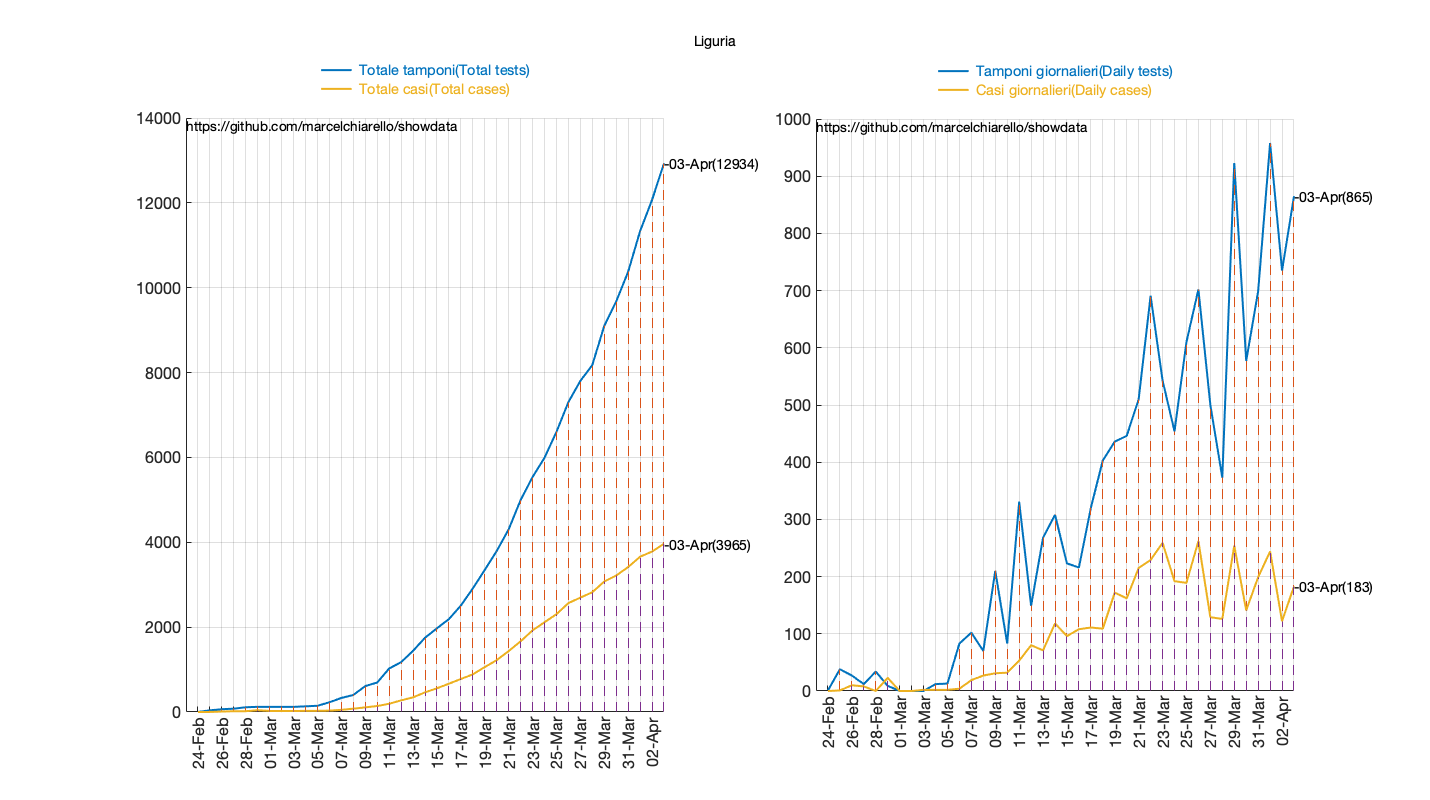 Liguria
Totale tamponi(Total tests)
Totale casi(Total cases)
14000
12000
10000
8000
6000
4000
2000
0
https://github.com/marcelchiarello/showdata
-03-Apr(12934)
-03-Apr(3965)
24-Feb
26-Feb
28-Feb
01-Mar
03-Mar
05-Mar
07-Mar
09-Mar
11-Mar
13-Mar
15-Mar
17-Mar
19-Mar
21-Mar
23-Mar
25-Mar
27-Mar
29-Mar
31-Mar
02-Apr
Tamponi giornalieri(Daily tests)
Casi giornalieri(Daily cases)
1000
900
800
700
600
500
400
300
200
100
0
https://github.com/marcelchiarello/showdata
-03-Apr(865)
-03-Apr(183)
24-Feb
26-Feb
28-Feb
01-Mar
03-Mar
05-Mar
07-Mar
09-Mar
11-Mar
13-Mar
15-Mar
17-Mar
19-Mar
21-Mar
23-Mar
25-Mar
27-Mar
29-Mar
31-Mar
02-Apr